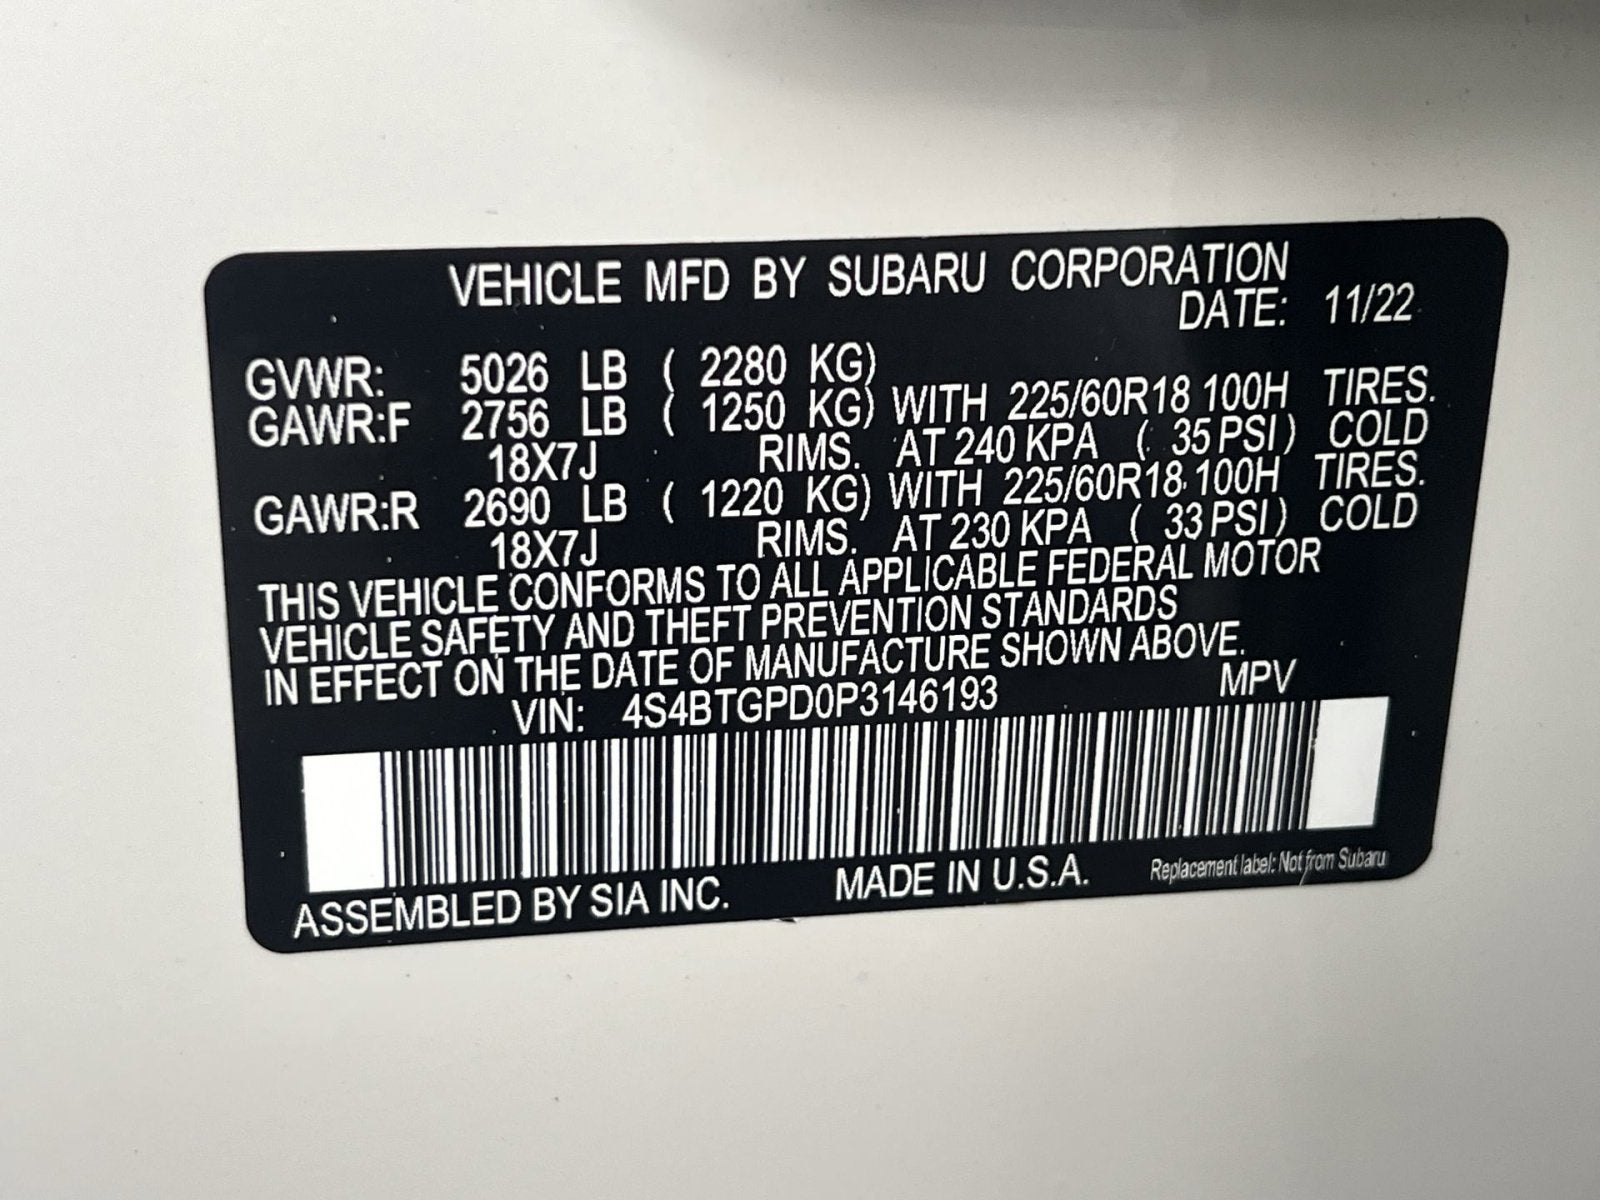 VEHICLE MFD BY SUBARU CORPORATION
DATE: 11/22
GVWR: 5026 LB ( 2280 KG)
GAWR:F 2756 LB ( 1250 KG) WITH 225/60R18 100H TIRES.
18X7J RIMS. AT 240 KPA ( 35 PSI) COLD
GAWR:R 2690 LB ( 1220 KG) WITH 225/60R18 100H TIRES.
18X7J RIMS. AT 230 KPA ( 33 PSI) COLD
THIS VEHICLE CONFORMS TO ALL APPLICABLE FEDERAL MOTOR
VEHICLE SAFETY AND THEFT PREVENTION STANDARDS
IN EFFECT ON THE DATE OF MANUFACTURE SHOWN ABOVE.
VIN: 4S4BTGPD0P3146193 MPV
ASSEMBLED BY SIA INC. MADE IN U.S.A. Replacement label: Not from Subaru